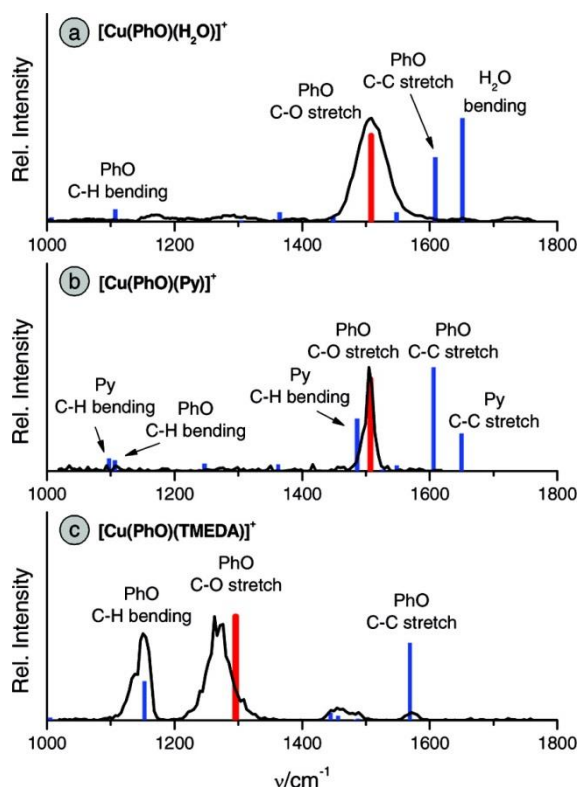 a [Cu(PhO)(H₂O)]⁺
Rel. Intensity
PhO
C-H bending
PhO
C-O stretch
PhO
C-C stretch
H₂O
bending
1000 1200 1400 1600 1800
b [Cu(PhO)(Py)]⁺
Rel. Intensity
Py
C-H bending
PhO
C-H bending
Py
C-H bending
PhO
C-O stretch
PhO
C-C stretch
Py
C-C stretch
1000 1200 1400 1600 1800
c [Cu(PhO)(TMEDA)]⁺
Rel. Intensity
PhO
C-H bending
PhO
C-O stretch
PhO
C-C stretch
1000 1200 1400 1600 1800
ν/cm⁻¹